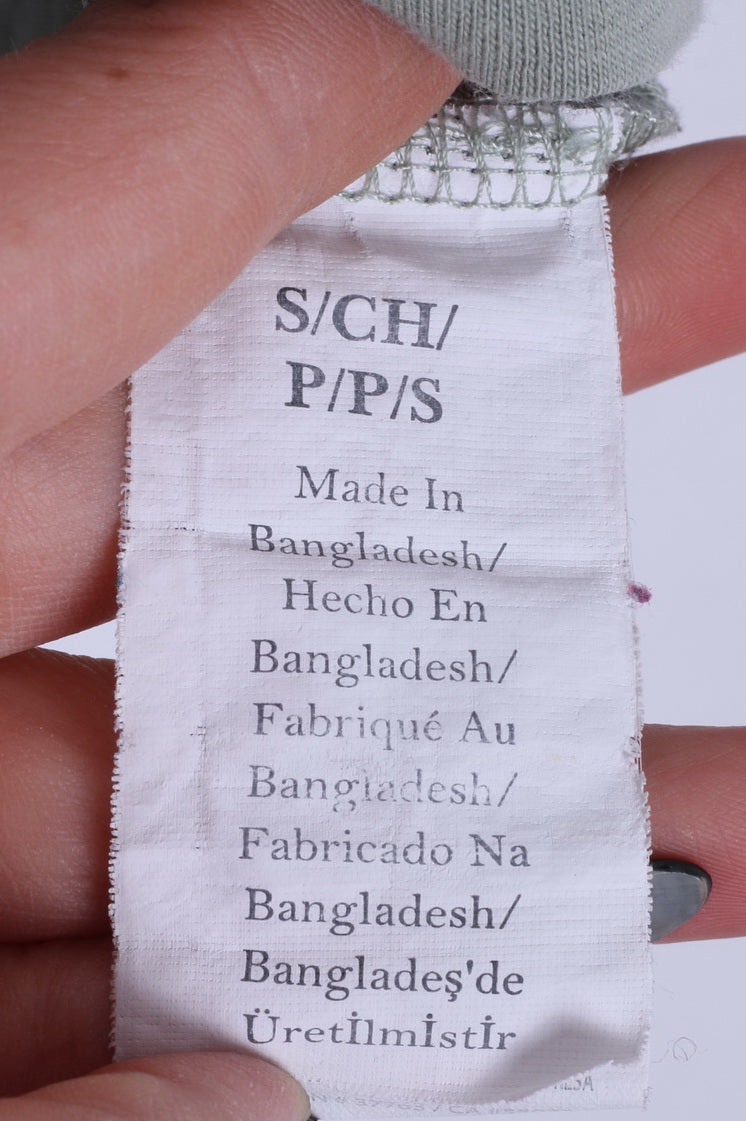 S/CH/
P/P/S
Made In
Bangladesh/
Hecho En
Bangladesh/
Fabriqué Au
Bangladesh/
Fabricado Na
Bangladesh/
Bangladeş'de
Üretİlmİstİr